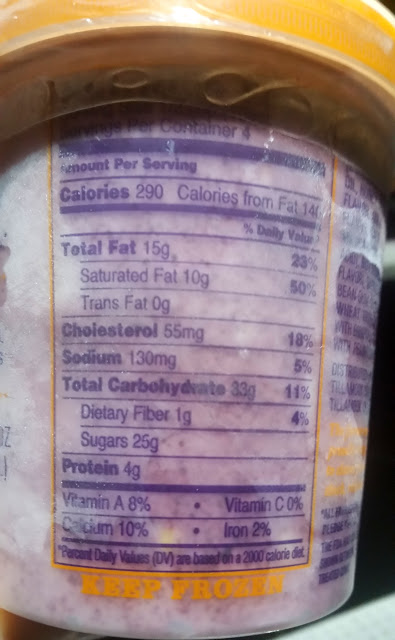 Servings Per Container 4
Amount Per Serving
Calories 290 Calories from Fat
% Daily Value
Total Fat 15g 23%
Saturated Fat 10g 50%
Trans Fat 0g
Cholesterol 55mg 18%
Sodium 130mg 5%
Total Carbohydrate 33g 11%
Dietary Fiber 1g 4%
Sugars 25g
Protein 4g
Vitamin A 8% • Vitamin C 0%
Calcium 10% • Iron 2%
*Percent Daily Values (DV) are based on a 2000 calorie diet.
KEEP FROZEN